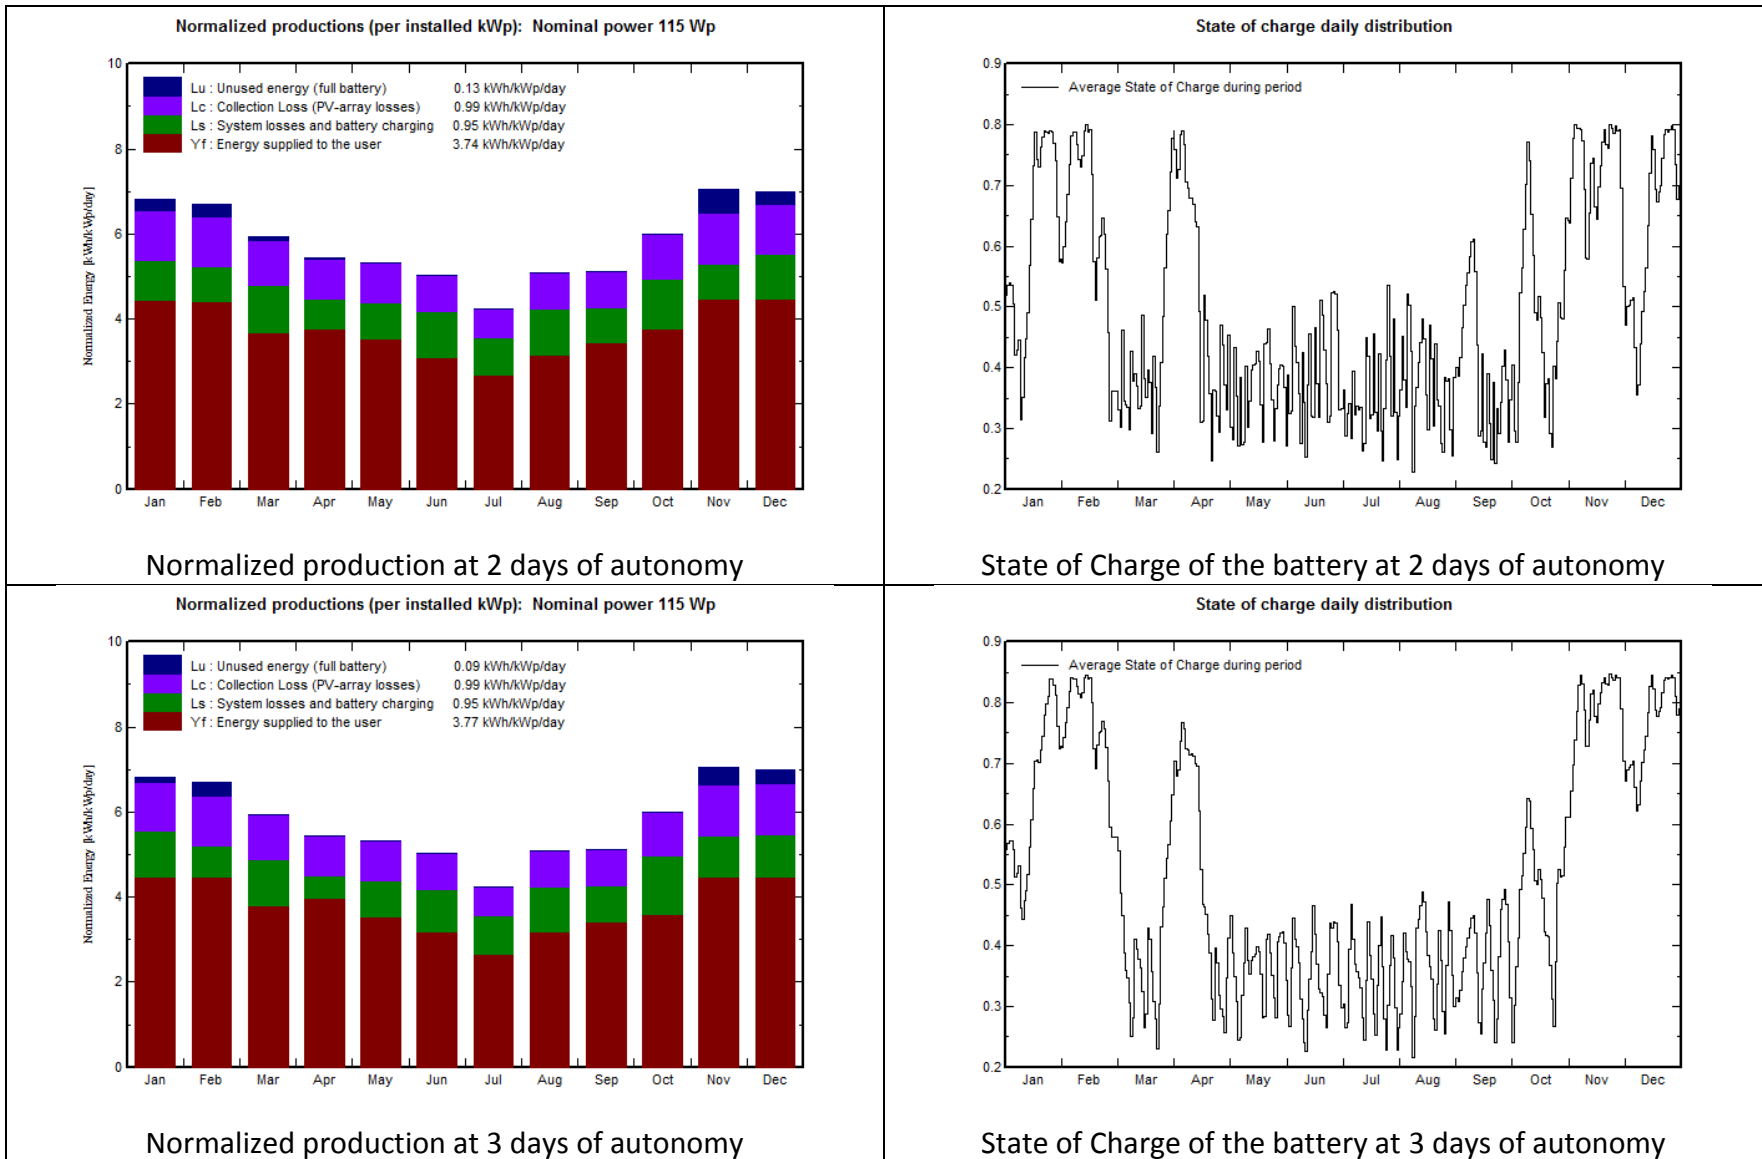 Normalized productions (per installed kWp): Nominal power 115 Wp
10
8
6
4
2
0
Normalized Energy [kWh/kWp/day]
Lu : Unused energy (full battery) 0.13 kWh/kWp/day
Lc : Collection Loss (PV-array losses) 0.99 kWh/kWp/day
Ls : System losses and battery charging 0.95 kWh/kWp/day
Yf : Energy supplied to the user 3.74 kWh/kWp/day
Jan Feb Mar Apr May Jun Jul Aug Sep Oct Nov Dec
Normalized production at 2 days of autonomy
State of charge daily distribution
0.9
0.8
0.7
0.6
0.5
0.4
0.3
0.2
Average State of Charge during period
Jan Feb Mar Apr May Jun Jul Aug Sep Oct Nov Dec
State of Charge of the battery at 2 days of autonomy
Normalized productions (per installed kWp): Nominal power 115 Wp
10
8
6
4
2
0
Normalized Energy [kWh/kWp/day]
Lu : Unused energy (full battery) 0.09 kWh/kWp/day
Lc : Collection Loss (PV-array losses) 0.99 kWh/kWp/day
Ls : System losses and battery charging 0.95 kWh/kWp/day
Yf : Energy supplied to the user 3.77 kWh/kWp/day
Jan Feb Mar Apr May Jun Jul Aug Sep Oct Nov Dec
Normalized production at 3 days of autonomy
State of charge daily distribution
0.9
0.8
0.7
0.6
0.5
0.4
0.3
0.2
Average State of Charge during period
Jan Feb Mar Apr May Jun Jul Aug Sep Oct Nov Dec
State of Charge of the battery at 3 days of autonomy